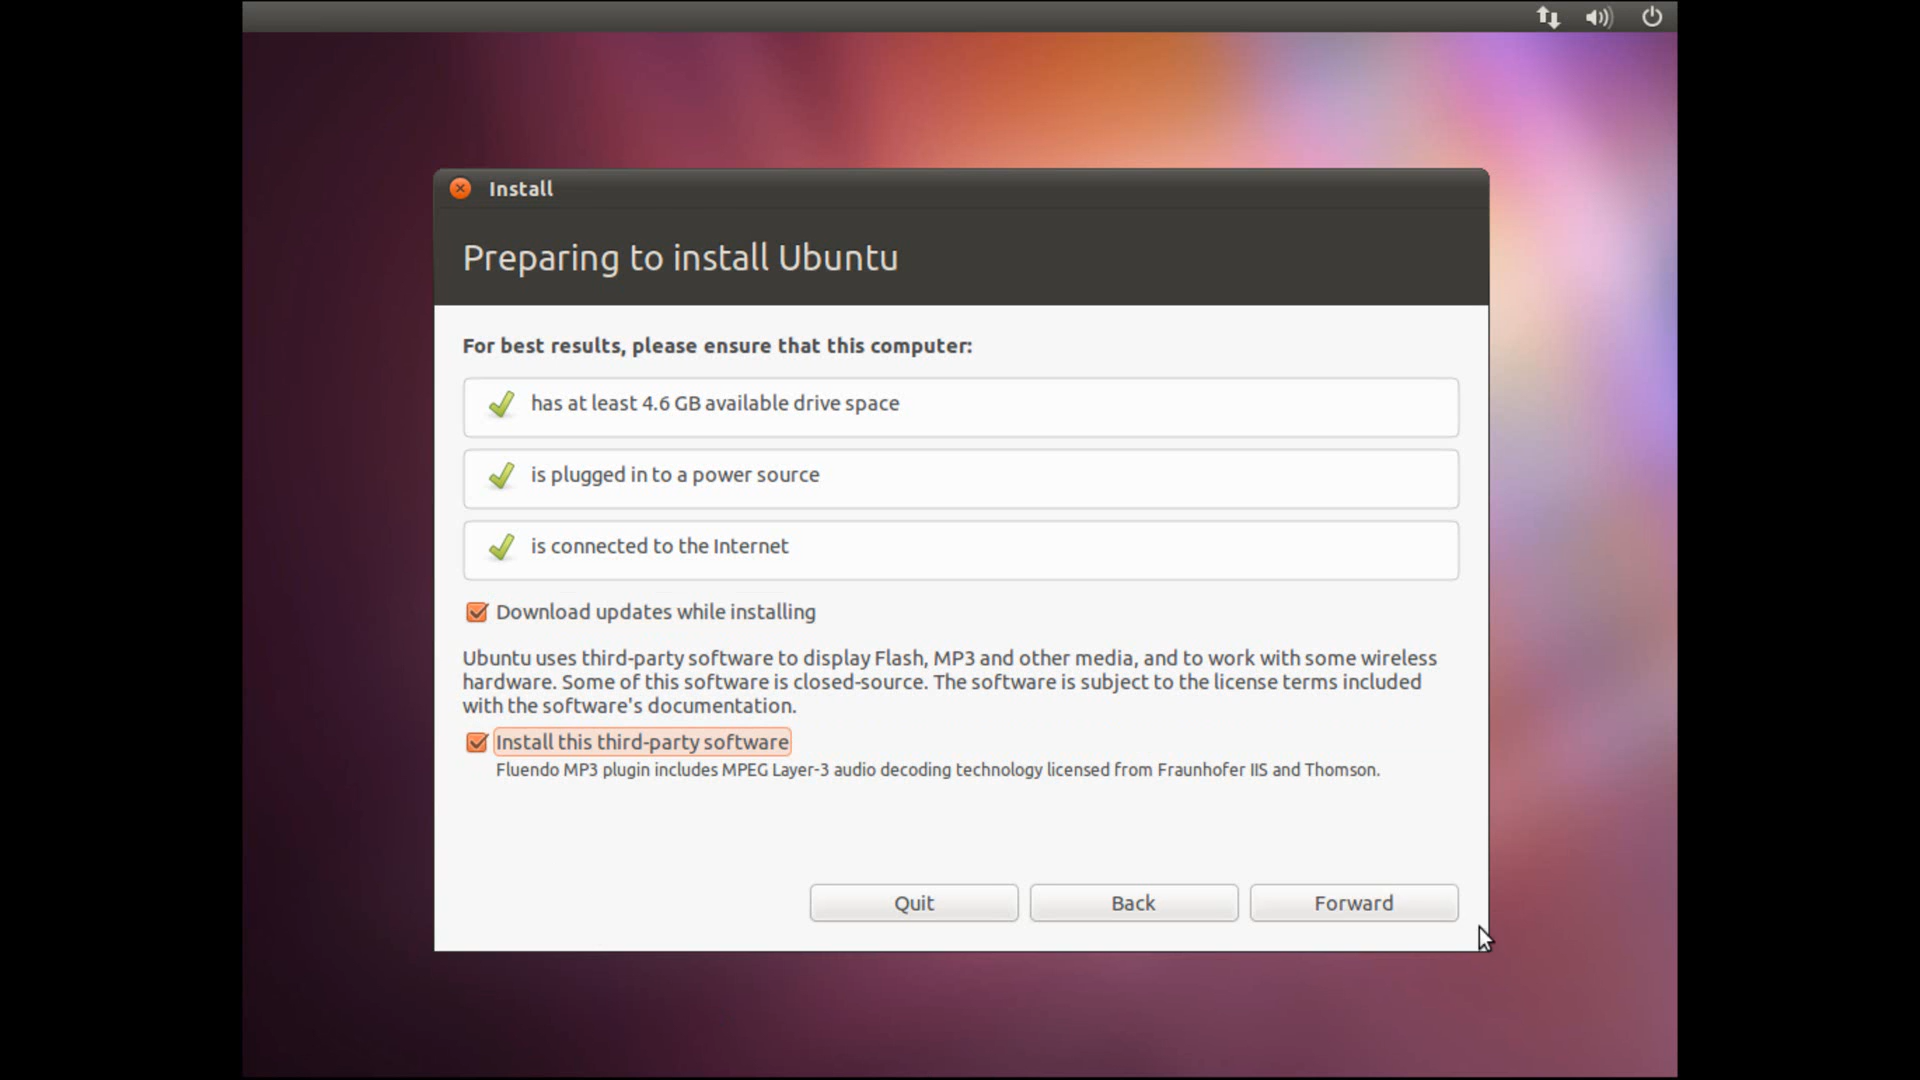 Install
Preparing to install Ubuntu
For best results, please ensure that this computer:
has at least 4.6 GB available drive space
is plugged in to a power source
is connected to the Internet
Download updates while installing
Ubuntu uses third-party software to display Flash, MP3 and other media, and to work with some wireless
hardware. Some of this software is closed-source. The software is subject to the license terms included
with the software's documentation.
Install this third-party software
Fluendo MP3 plugin includes MPEG Layer-3 audio decoding technology licensed from Fraunhofer IIS and Thomson.
Quit
Back
Forward